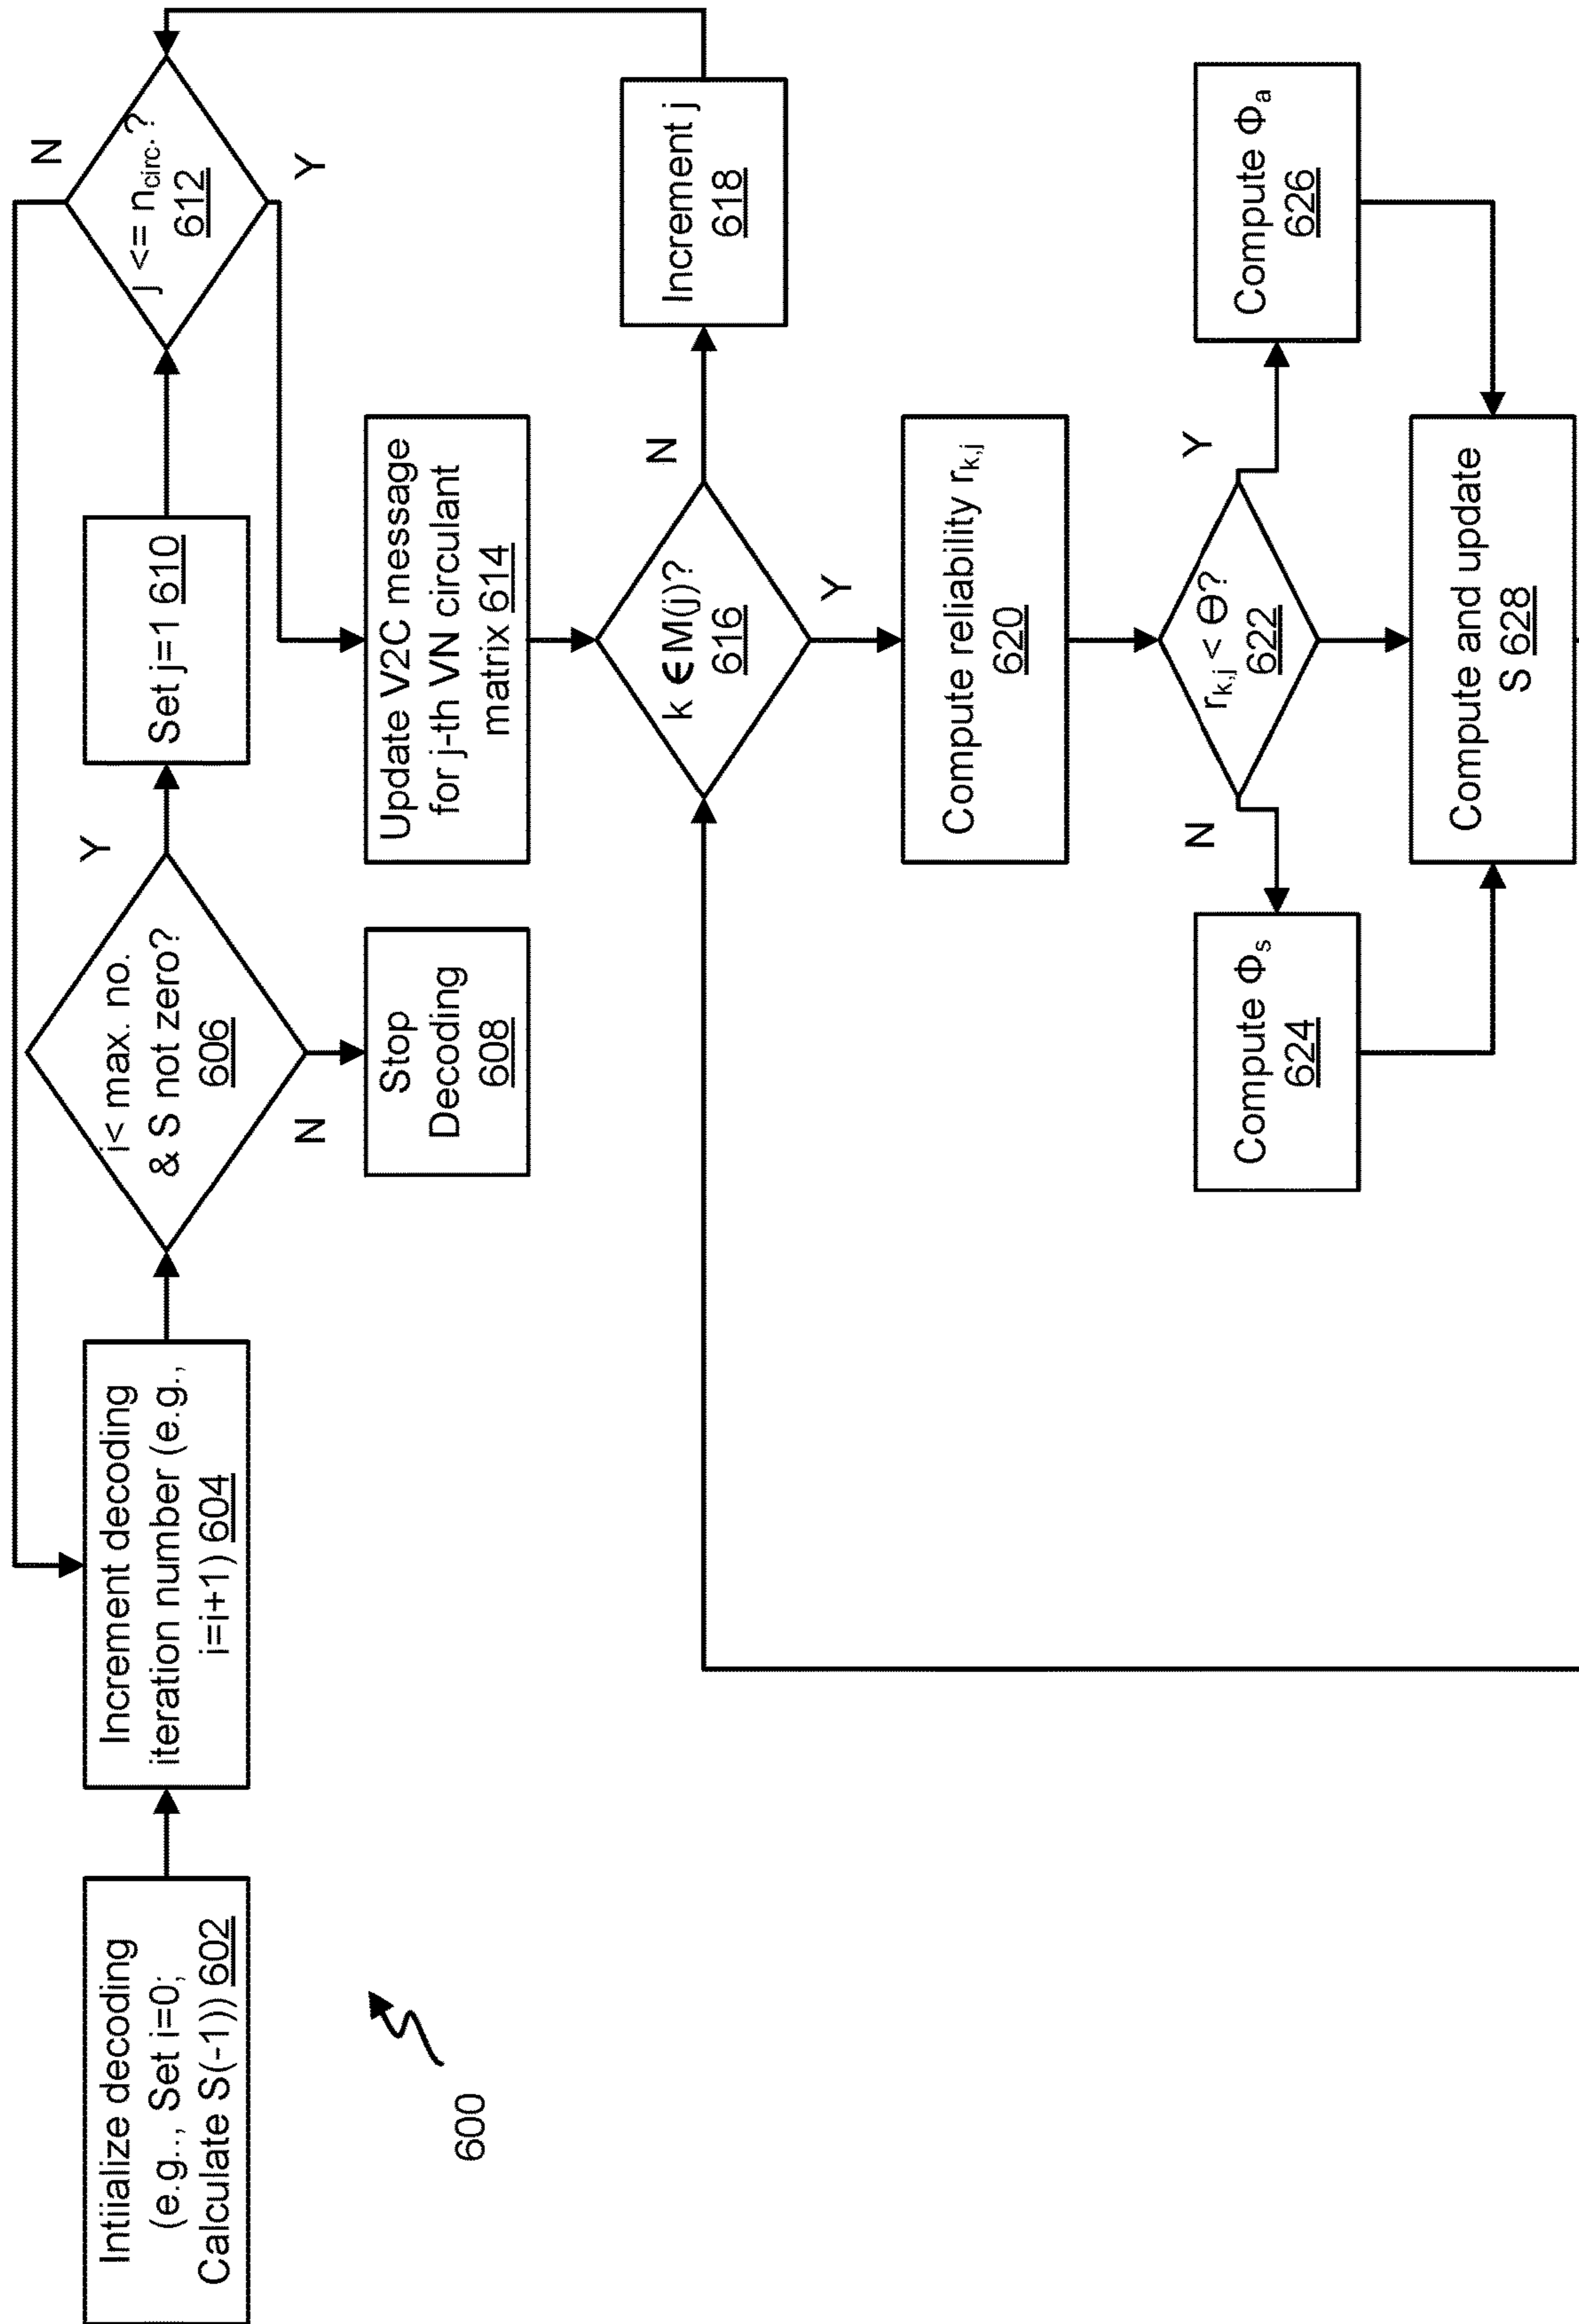 Intiialize decoding
(e.g.., Set i=0;
Calculate S(-1)) 602
Increment decoding
iteration number (e.g.,
i=i+1) 604
i< max. no.
& S not zero?
606
Y
N
Stop
Decoding
608
Set j=1 610
j <= n_circ. ?
612
N
Y
Update V2C message
for j-th VN circulant
matrix 614
k ϵ M(j)?
616
N
Y
Increment j
618
Compute reliability r_k,j
620
r_k,j < Θ?
622
N
Y
Compute Φ_s
624
Compute Φ_a
626
Compute and update
S 628
600